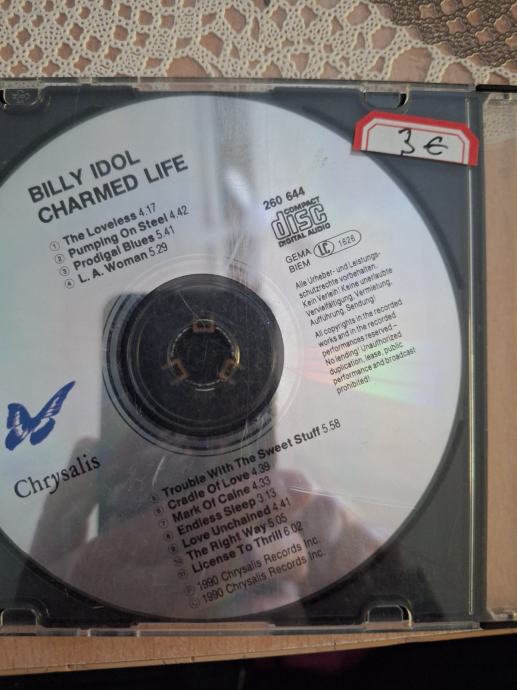 3 €
BILLY IDOL
CHARMED LIFE
① The Loveless 4.17
② Pumping On Steel 4.42
③ Prodigal Blues 5.41
④ L.A. Woman 5.29
260 644
COMPACT
disc
DIGITAL AUDIO
GEMA
BIEM
LC 1626
Alle Urheber- und Leistungs-
schutzrechte vorbehalten.
Kein Verleih! Keine unerlaubte
Vervielfältigung, Vermietung,
Aufführung, Sendung!
All copyrights in the recorded
works and in the recorded
performances reserved –
No lending! Unauthorized
duplication, lease, public
performance and broadcast
prohibited!
Chrysalis
⑤ Trouble With The Sweet Stuff 5.58
⑥ Cradle Of Love 4.39
⑦ Mark Of Caine 4.33
⑧ Endless Sleep 3.13
⑨ Love Unchained 4.41
⑩ The Right Way 5.05
⑪ License To Thrill 6.02
Ⓟ 1990 Chrysalis Records Inc.
© 1990 Chrysalis Records Inc.